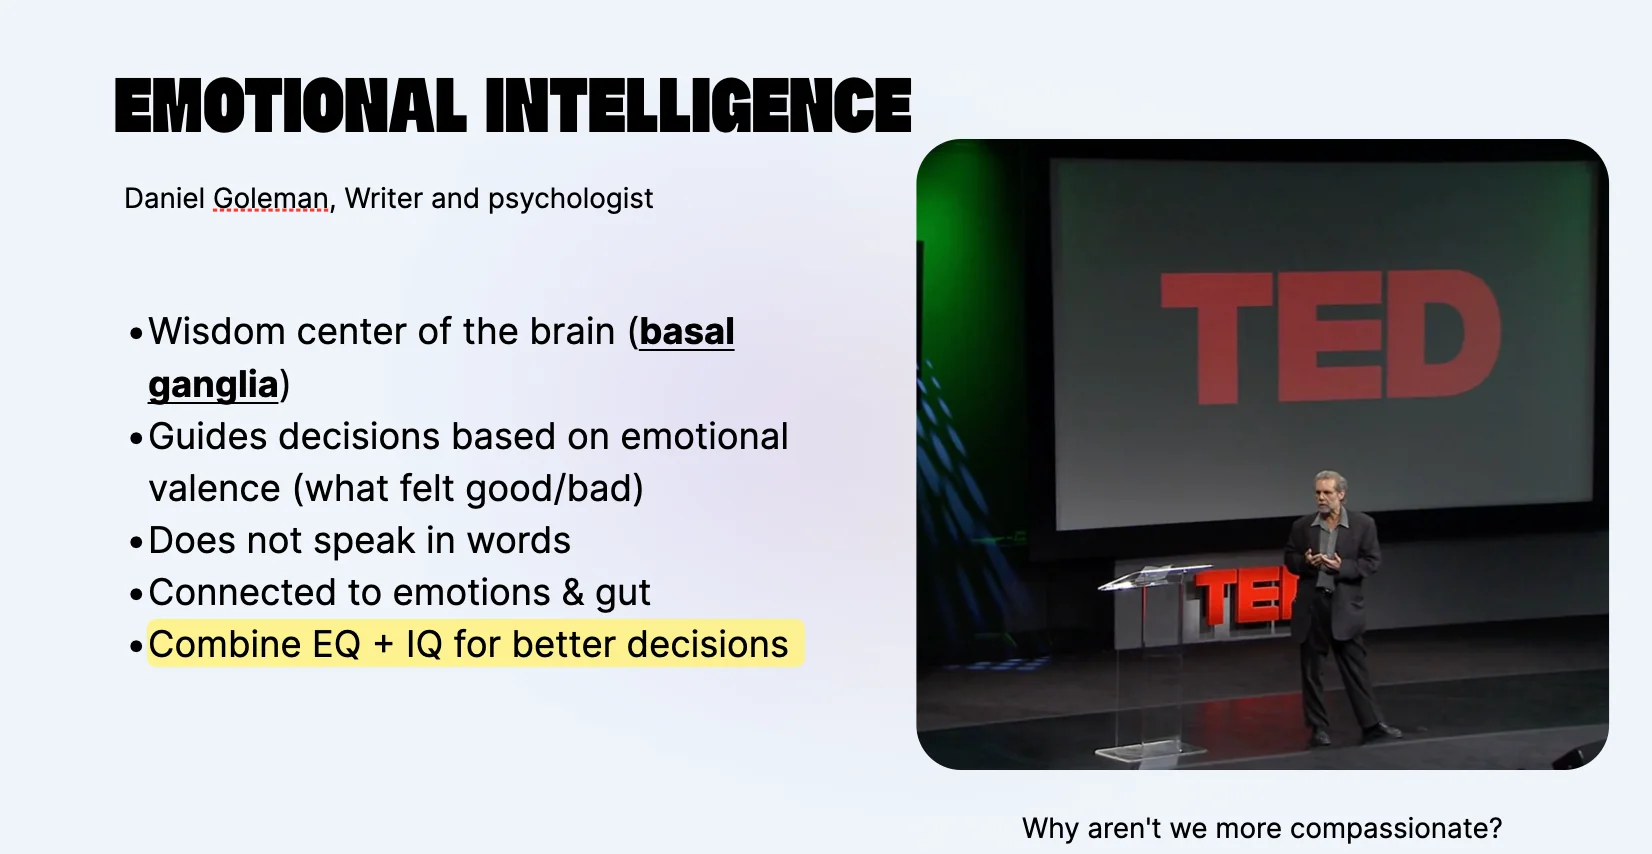 EMOTIONAL INTELLIGENCE
Daniel Goleman, Writer and psychologist
•Wisdom center of the brain (basal
ganglia)
•Guides decisions based on emotional
valence (what felt good/bad)
•Does not speak in words
•Connected to emotions & gut
•Combine EQ + IQ for better decisions
TED
TED
Why aren't we more compassionate?